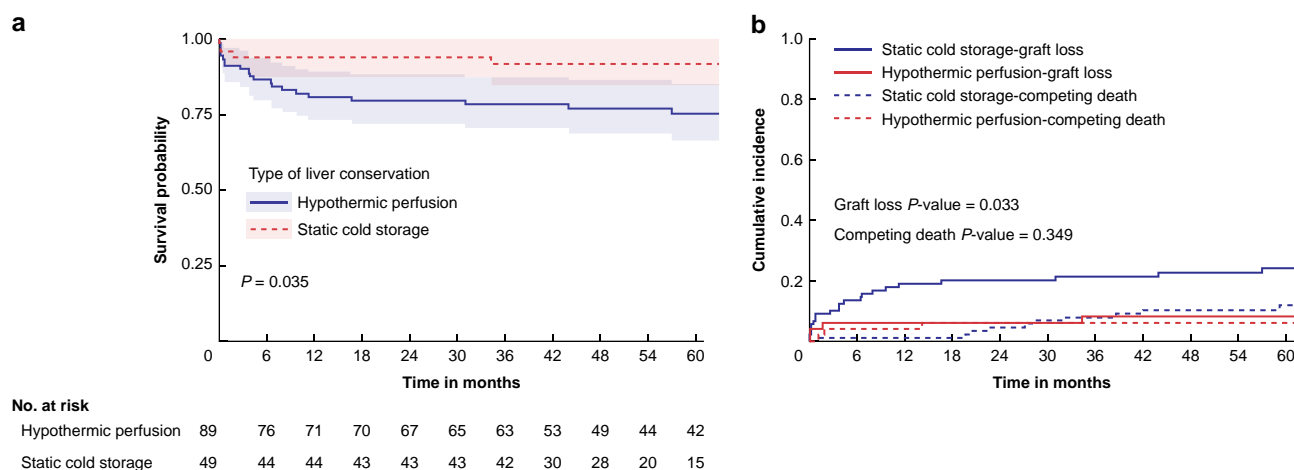 a
Survival probability
1.00
0.75
0.50
0.25
Type of liver conservation
Hypothermic perfusion
Static cold storage
P = 0.035
0 6 12 18 24 30 36 42 48 54 60
Time in months
No. at risk
Hypothermic perfusion 89 76 71 70 67 65 63 53 49 44 42
Static cold storage 49 44 44 43 43 43 42 30 28 20 15
b
Cumulative incidence
1.0
0.8
0.6
0.4
0.2
Static cold storage-graft loss
Hypothermic perfusion-graft loss
Static cold storage-competing death
Hypothermic perfusion-competing death
Graft loss P-value = 0.033
Competing death P-value = 0.349
0 6 12 18 24 30 36 42 48 54 60
Time in months